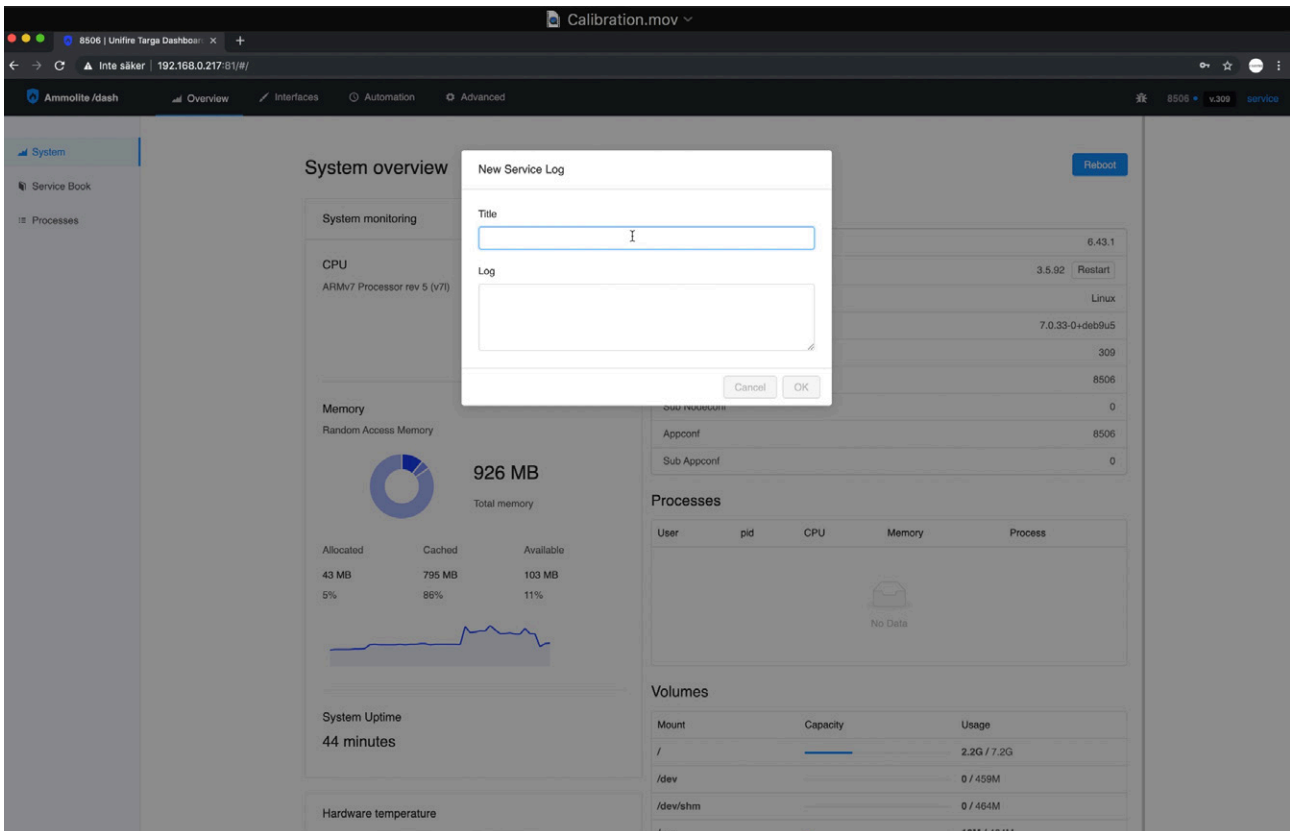 Calibration.mov
8506 | Unifire Targa Dashboar
Inte säker | 192.168.0.217:81/#/
Ammolite /dash
Overview
Interfaces
Automation
Advanced
8506
v.309
service
System
Service Book
Processes
System overview
Reboot
New Service Log
Title
Log
Cancel
OK
System monitoring
CPU
ARMv7 Processor rev 5 (v7l)
Memory
Random Access Memory
926 MB
Total memory
Allocated Cached Available
43 MB 795 MB 103 MB
5% 86% 11%
System Uptime
44 minutes
Hardware temperature
6.43.1
3.5.92 Restart
Linux
7.0.33-0+deb9u5
309
8506
Sub Nodeconf 0
Appconf 8506
Sub Appconf 0
Processes
User pid CPU Memory Process
No Data
Volumes
Mount Capacity Usage
/ 2.2G / 7.2G
/dev 0 / 459M
/dev/shm 0 / 464M